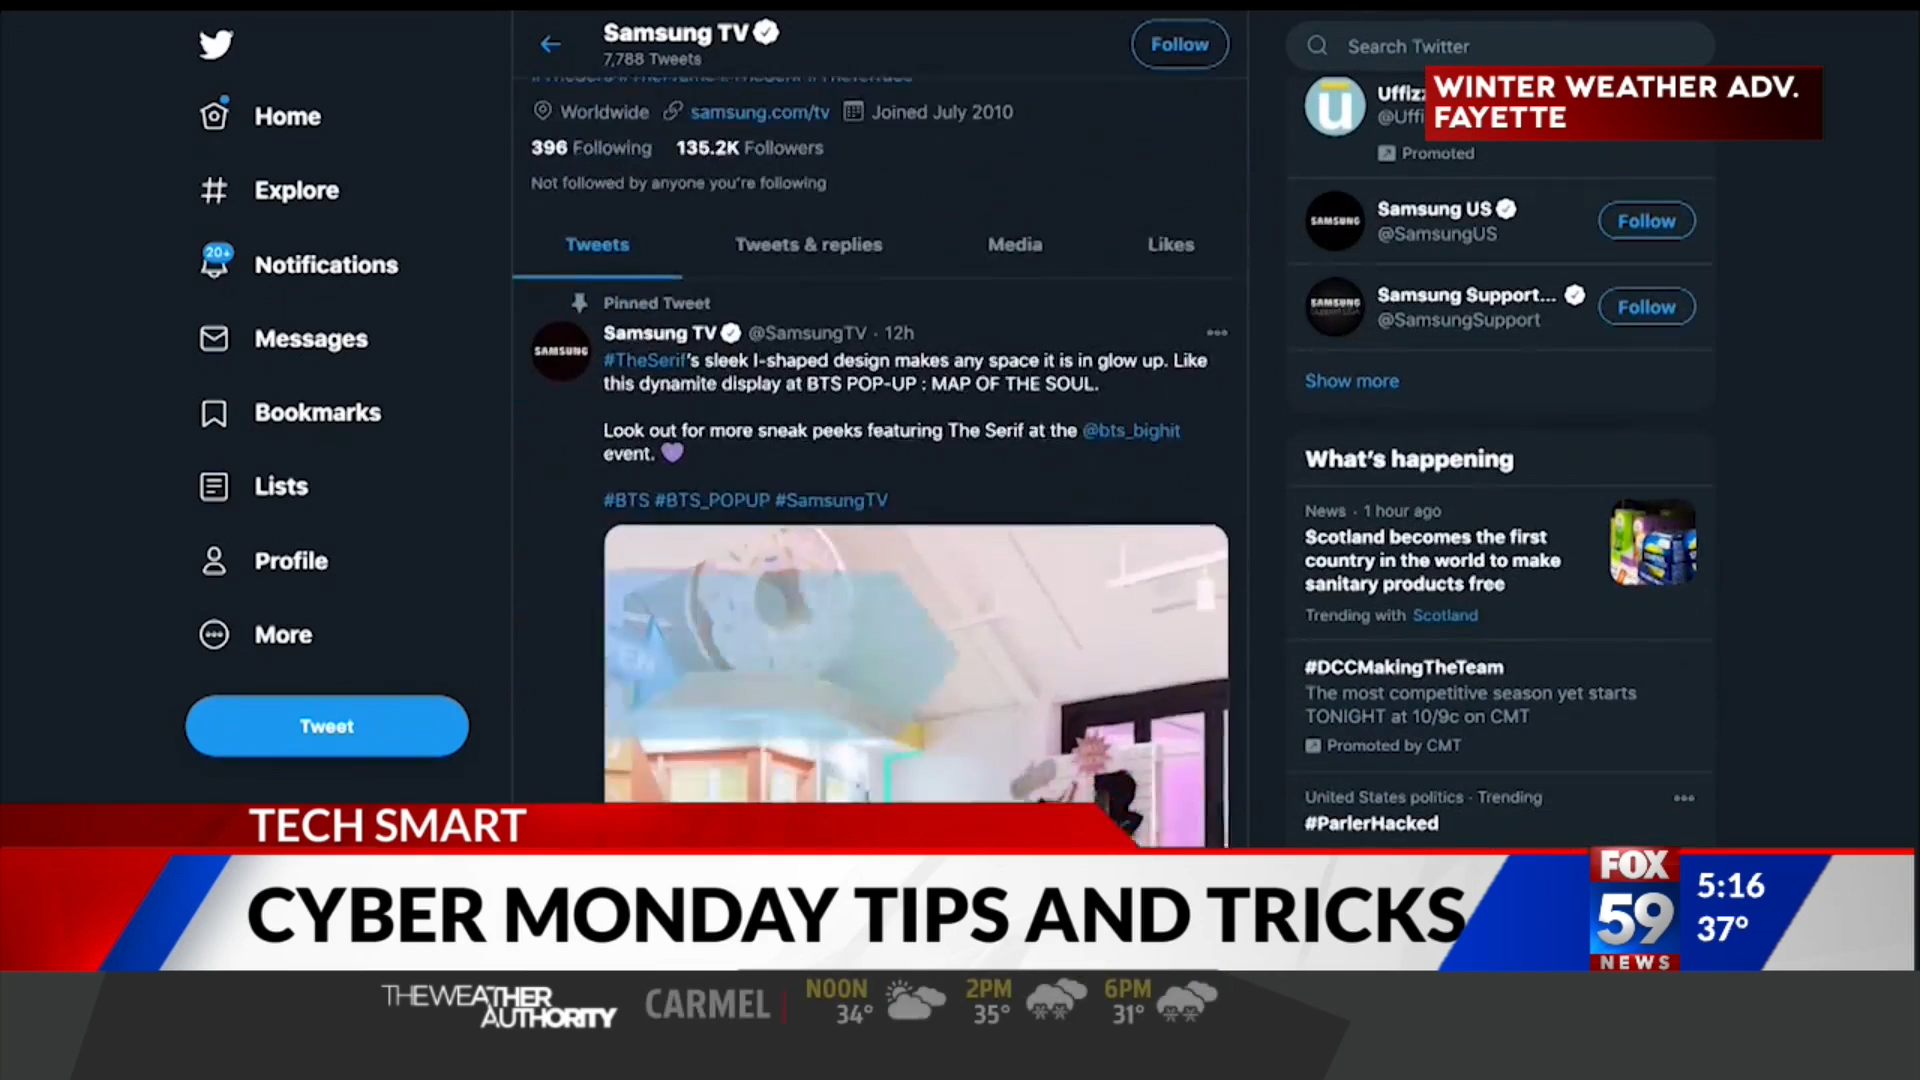 Samsung TV
7,788 Tweets
Follow
Search Twitter
Home
Explore
20+
Notifications
Messages
Bookmarks
Lists
Profile
More
Tweet
Worldwide samsung.com/tv Joined July 2010
396 Following 135.2K Followers
Not followed by anyone you're following
Tweets Tweets & replies Media Likes
Pinned Tweet
SAMSUNG
Samsung TV @SamsungTV · 12h
#TheSerif's sleek I-shaped design makes any space it is in glow up. Like
this dynamite display at BTS POP-UP : MAP OF THE SOUL.
Look out for more sneak peeks featuring The Serif at the @bts_bighit
event.
#BTS #BTS_POPUP #SamsungTV
WINTER WEATHER ADV.
FAYETTE
Promoted
SAMSUNG
Samsung US
@SamsungUS
Follow
SAMSUNG
Samsung Support...
@SamsungSupport
Follow
Show more
What's happening
News · 1 hour ago
Scotland becomes the first
country in the world to make
sanitary products free
Trending with Scotland
#DCCMakingTheTeam
The most competitive season yet starts
TONIGHT at 10/9c on CMT
Promoted by CMT
United States politics · Trending
#ParlerHacked
TECH SMART
CYBER MONDAY TIPS AND TRICKS
FOX
59
NEWS
5:16
37°
THE WEATHER
AUTHORITY
CARMEL
NOON
34°
2PM
35°
6PM
31°